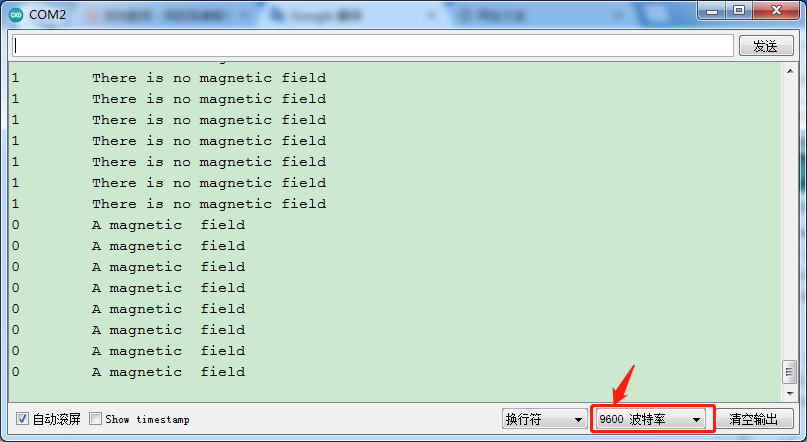 COM2
发送
1 There is no magnetic field
1 There is no magnetic field
1 There is no magnetic field
1 There is no magnetic field
1 There is no magnetic field
1 There is no magnetic field
1 There is no magnetic field
0 A magnetic  field
0 A magnetic  field
0 A magnetic  field
0 A magnetic  field
0 A magnetic  field
0 A magnetic  field
0 A magnetic  field
0 A magnetic  field
自动滚屏 Show timestamp 换行符 9600 波特率 清空输出